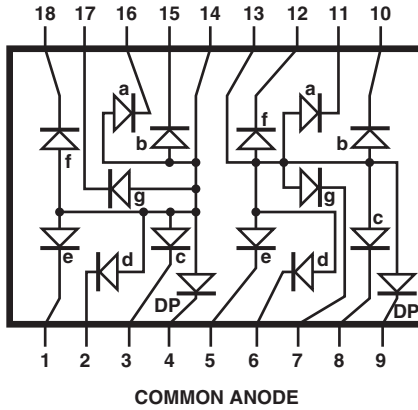 18 17 16 15 14 13 12 11 10
a a
f b f b
g g
e d c e d c
DP DP
1 2 3 4 5 6 7 8 9
COMMON ANODE